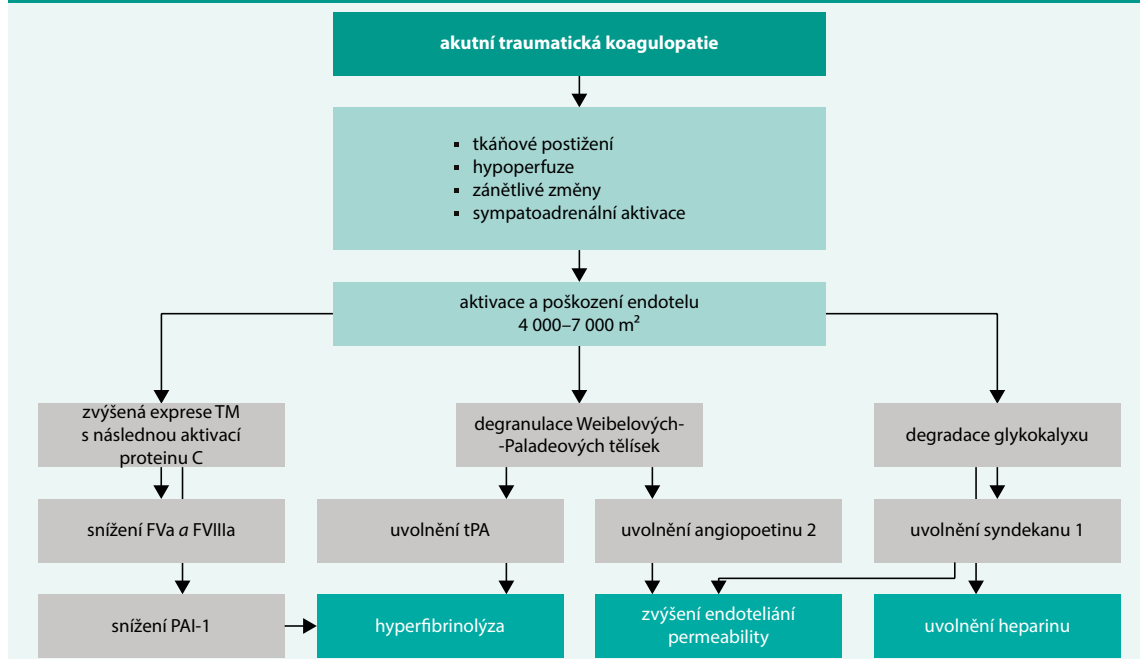 akutní traumatická koagulopatie
▪ tkáňové postižení
▪ hypoperfuze
▪ zánětlivé změny
▪ sympatoadrenální aktivace
aktivace a poškození endotelu
4 000–7 000 m²
zvýšená exprese TM
s následnou aktivací
proteinu C
degranulace Weibelových-
-Paladeových tělísek
degradace glykokalyxu
snížení FVa a FVIIIa
uvolnění tPA
uvolnění angiopoetinu 2
uvolnění syndekanu 1
snížení PAI-1
hyperfibrinolýza
zvýšení endoteliání
permeability
uvolnění heparinu